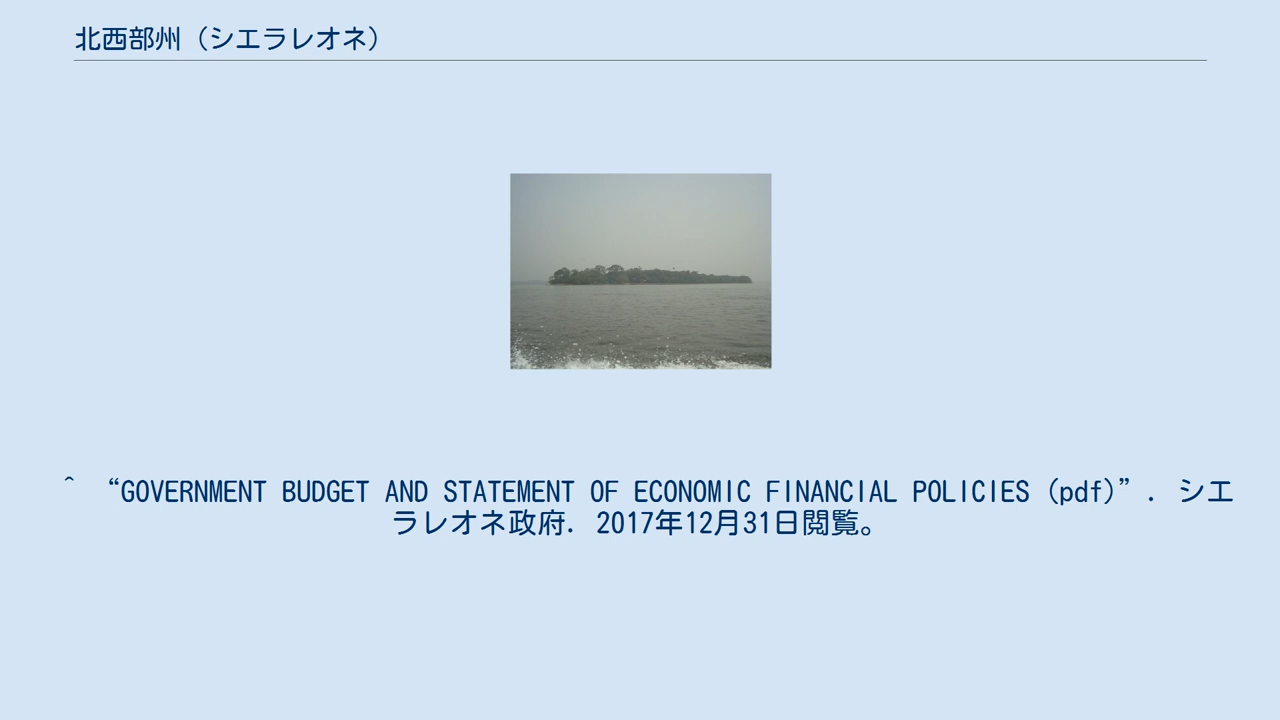 北西部州（シエラレオネ）
^ “GOVERNMENT BUDGET AND STATEMENT OF ECONOMIC FINANCIAL POLICIES (pdf)”. シエ
ラレオネ政府. 2017年12月31日閲覧。